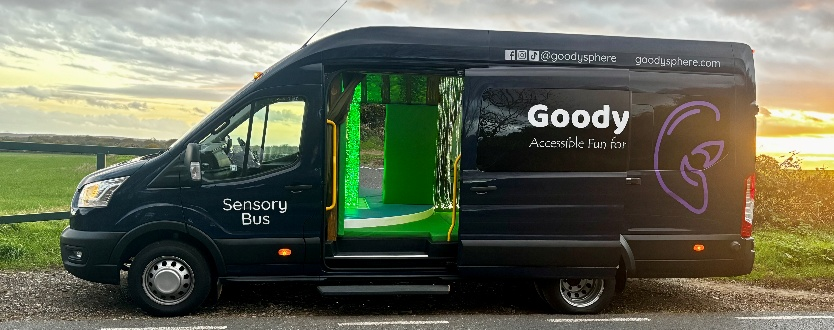 @goodysphere goodysphere.com
Goody
Accessible Fun for
Sensory
Bus